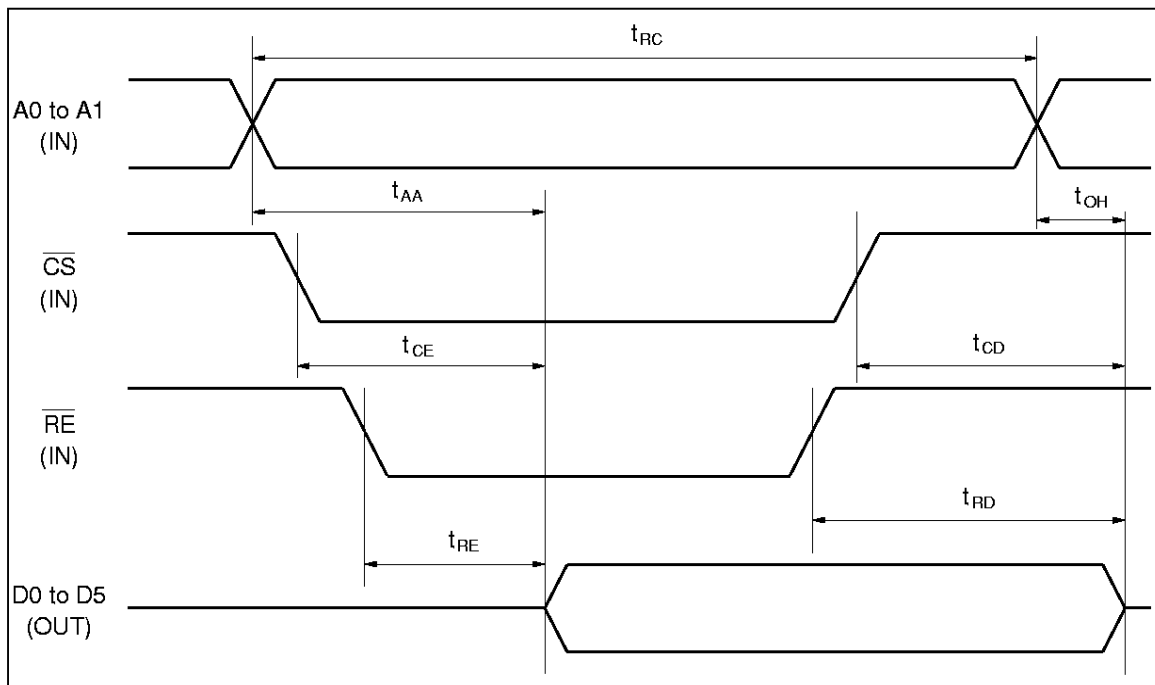 tRC
A0 to A1
(IN)
tAA
tOH
CS
(IN)
tCE
tCD
RE
(IN)
tRD
tRE
D0 to D5
(OUT)